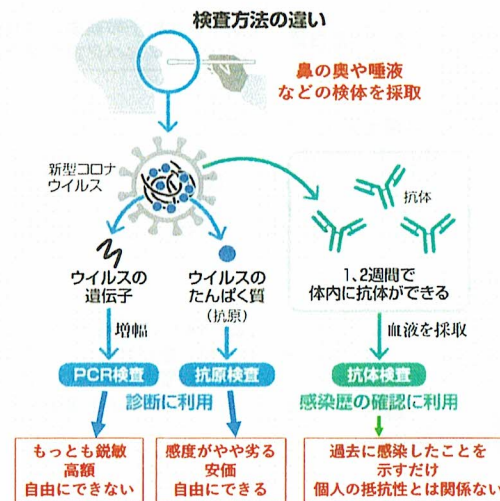 検査方法の違い
鼻の奥や唾液
などの検体を採取
新型コロナ
ウイルス
抗体
ウイルスの
遺伝子
ウイルスの
たんぱく質
(抗原)
1、2週間で
体内に抗体ができる
増幅
血液を採取
PCR検査
抗原検査
抗体検査
診断に利用
感染歴の確認に利用
もっとも鋭敏
高額
自由にできない
感度がやや劣る
安価
自由にできる
過去に感染したことを
示すだけ
個人の抵抗性とは関係ない